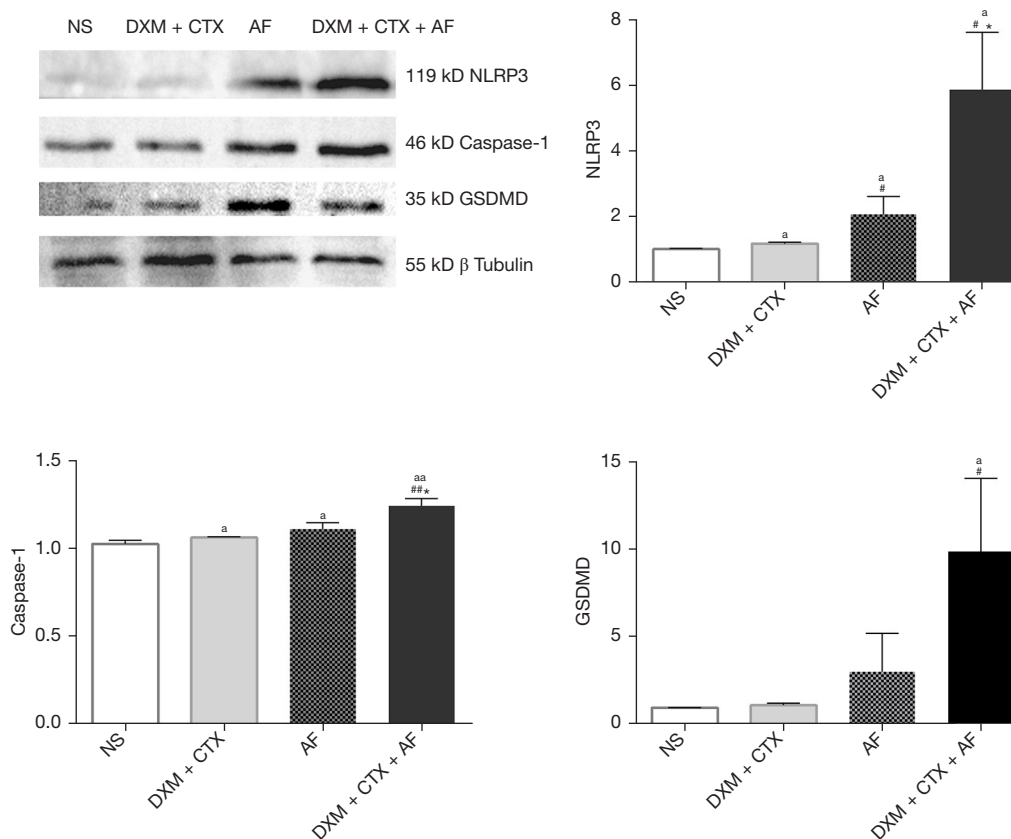 NS DXM + CTX AF DXM + CTX + AF
119 kD NLRP3
46 kD Caspase-1
35 kD GSDMD
55 kD β Tubulin
NLRP3
8
6
4
2
0
a
a
#
a
# *
NS
DXM + CTX
AF
DXM + CTX + AF
Caspase-1
1.5
1.0
0.5
0.0
a
a
aa
##*
NS
DXM + CTX
AF
DXM + CTX + AF
GSDMD
15
10
5
0
a
#
NS
DXM + CTX
AF
DXM + CTX + AF